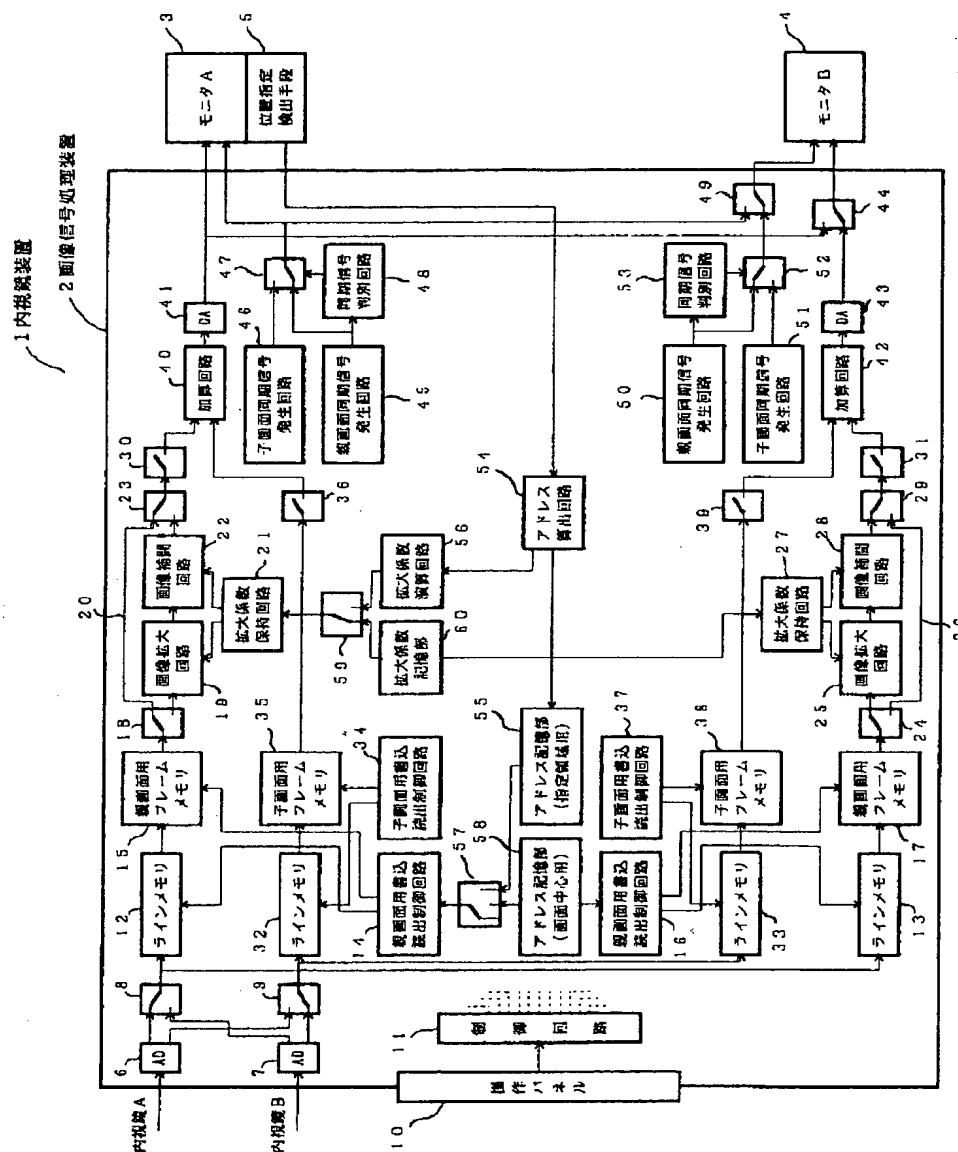 1 内視鏡装置
2 画像信号処理装置
内視鏡A
内視鏡B
6
AD
7
AD
8
9
10
操作パネル
11
制御回路
12
ラインメモリ
32
ラインメモリ
14
親画面用書込
読出制御回路
57
58
アドレス記憶部
(画面中心用)
親画面用書込
読出制御回路
16
ラインメモリ
33
ラインメモリ
13
15
親画面用
フレーム
メモリ
35
子画面用
フレーム
メモリ
34
子画面用書込
読出制御回路
55
アドレス記憶部
(指定領域用)
37
子画面用書込
読出制御回路
38
子画面用
フレーム
メモリ
親画面用
フレーム
メモリ
17
18
20
19
画像拡大
回路
22
画像補間
回路
21
拡大係数
保持回路
59
56
拡大係数
演算回路
60
拡大係数
記憶部
54
アドレス
算出回路
27
拡大係数
保持回路
28
画像補間
回路
25
画像拡大
回路
24
29
31
23
30
36
39
40
加算回路
41
DA
46
子画面同期信号
発生回路
45
親画面同期信号
発生回路
47
48
同期信号
判別回路
50
親画面同期信号
発生回路
51
子画面同期信号
発生回路
53
同期信号
判別回路
52
42
加算回路
43
DA
49
44
3
モニタA
5
位置指定
検出手段
4
モニタB